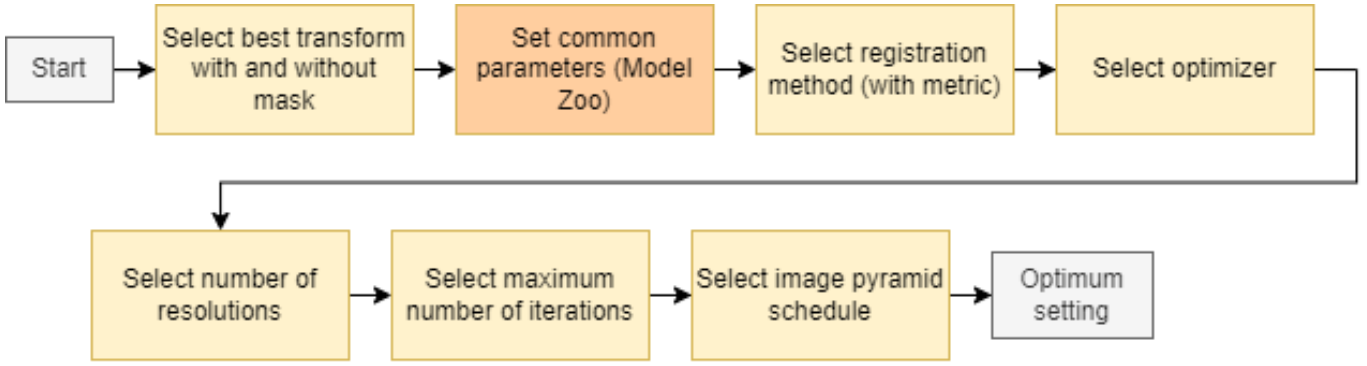 Start
Select best transform
with and without
mask
Set common
parameters (Model
Zoo)
Select registration
method (with metric)
Select optimizer
Select number of
resolutions
Select maximum
number of iterations
Select image pyramid
schedule
Optimum
setting